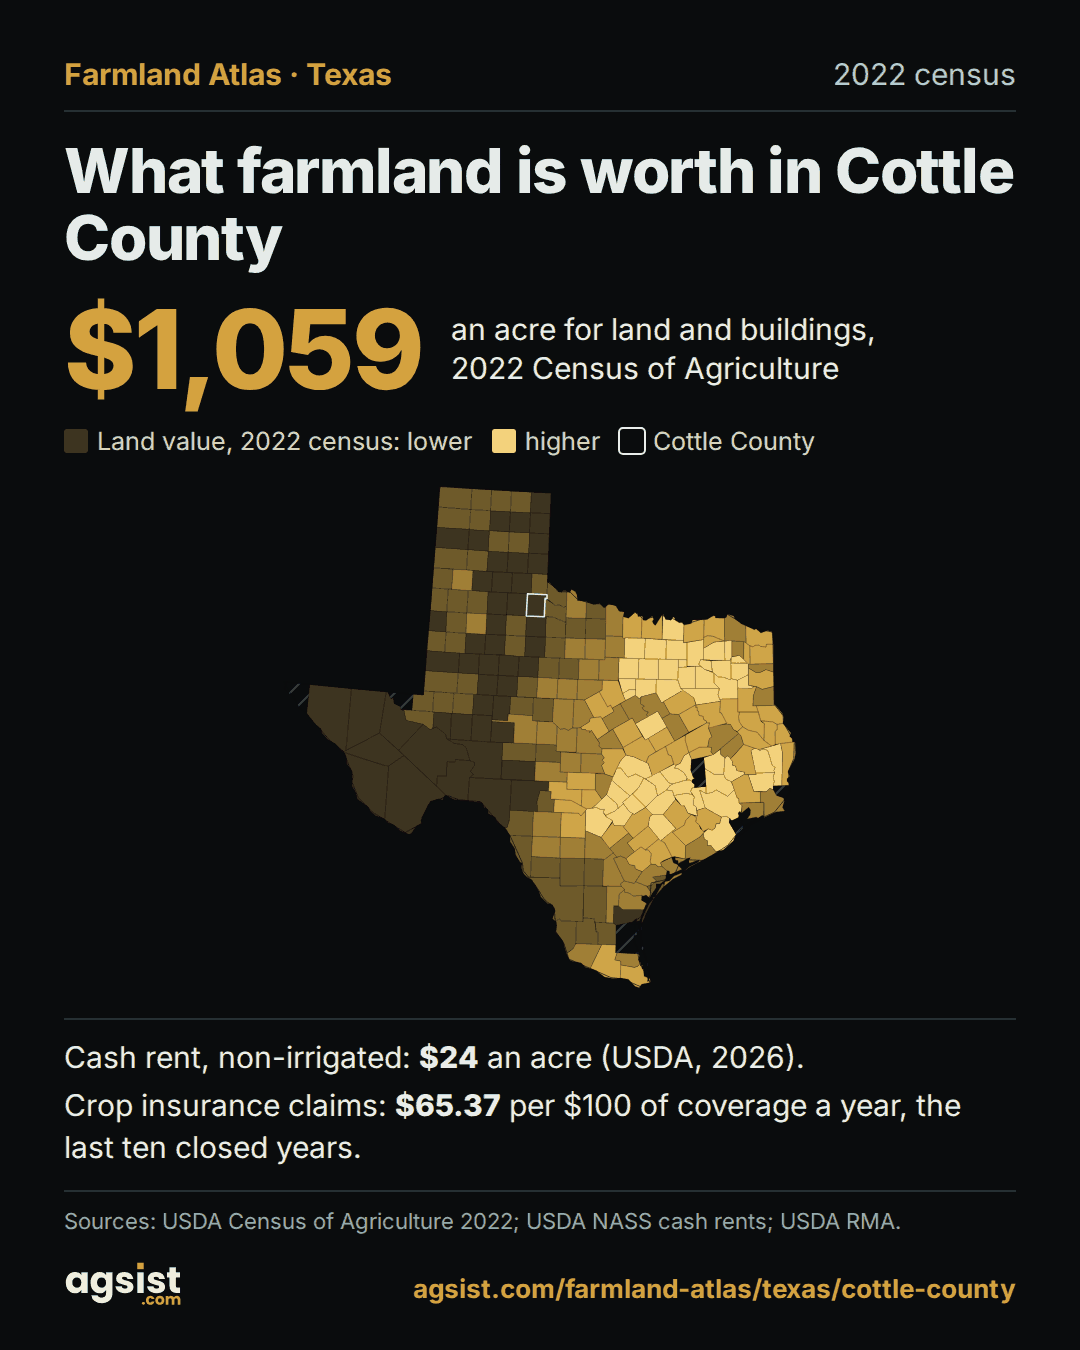 Farmland Atlas · Texas
2022 census
What farmland is worth in Cottle
County
$1,059
an acre for land and buildings,
2022 Census of Agriculture
Land value, 2022 census: lower
higher
Cottle County
Cash rent, non-irrigated: $24 an acre (USDA, 2026).
Crop insurance claims: $65.37 per $100 of coverage a year, the
last ten closed years.
Sources: USDA Census of Agriculture 2022; USDA NASS cash rents; USDA RMA.
agsist
.com
agsist.com/farmland-atlas/texas/cottle-county